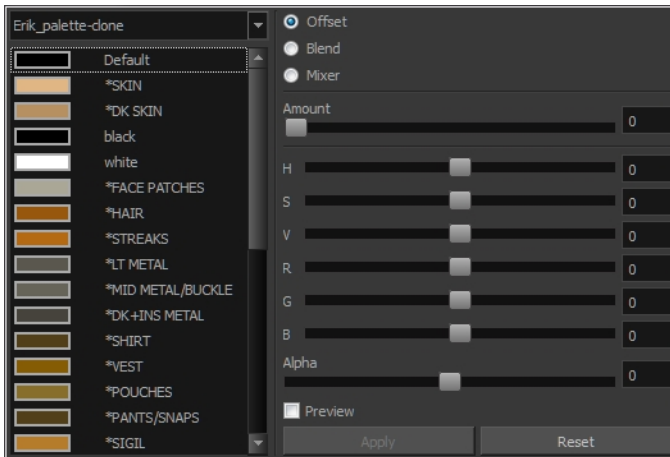 Erik_palette-clone
Default
*SKIN
*DK SKIN
black
white
*FACE PATCHES
*HAIR
*STREAKS
*LT METAL
*MID METAL/BUCKLE
*DK+INS METAL
*SHIRT
*VEST
*POUCHES
*PANTS/SNAPS
*SIGIL
Offset
Blend
Mixer
Amount
0
H 0
S 0
V 0
R 0
G 0
B 0
Alpha
0
Preview
Apply Reset